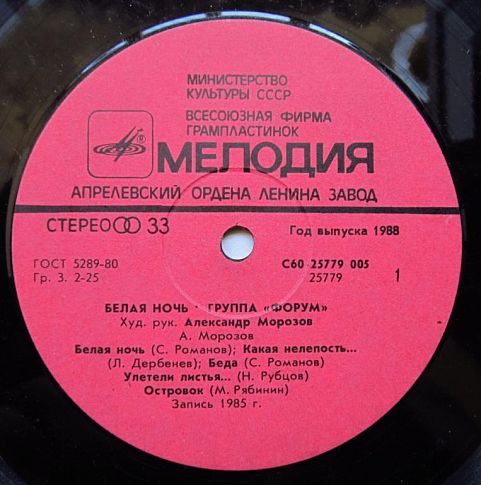 МИНИСТЕРСТВО
КУЛЬТУРЫ СССР
ВСЕСОЮЗНАЯ ФИРМА
ГРАМПЛАСТИНОК
МЕЛОДИЯ
АПРЕЛЕВСКИЙ ОРДЕНА ЛЕНИНА ЗАВОД
СТЕРЕО 33
Год выпуска 1988
ГОСТ 5289-80
Гр. 3. 2-25
С60 25779 005
25779
1
БЕЛАЯ НОЧЬ · ГРУППА «ФОРУМ»
Худ. рук. Александр Морозов
А. Морозов
Белая ночь (С. Романов); Какая нелепость...
(Л. Дербенев); Беда (С. Романов)
Улетели листья... (Н. Рубцов)
Островок (М. Рябинин)
Запись 1985 г.